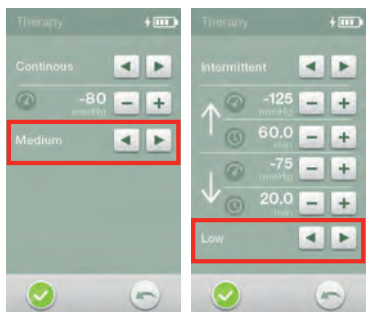 Therapy
Continous
-80
mmHg
Medium
Therapy
Intermittent
-125
mmHg
60.0
min
-75
mmHg
20.0
min
Low